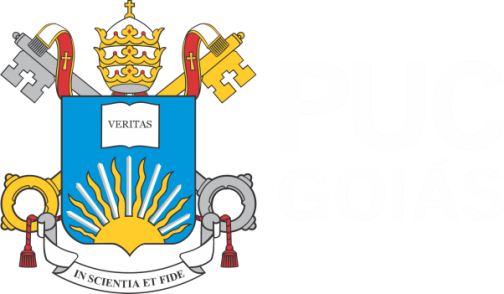 VERITAS
IN SCIENTIA ET FIDE
PUC
GOIÁS